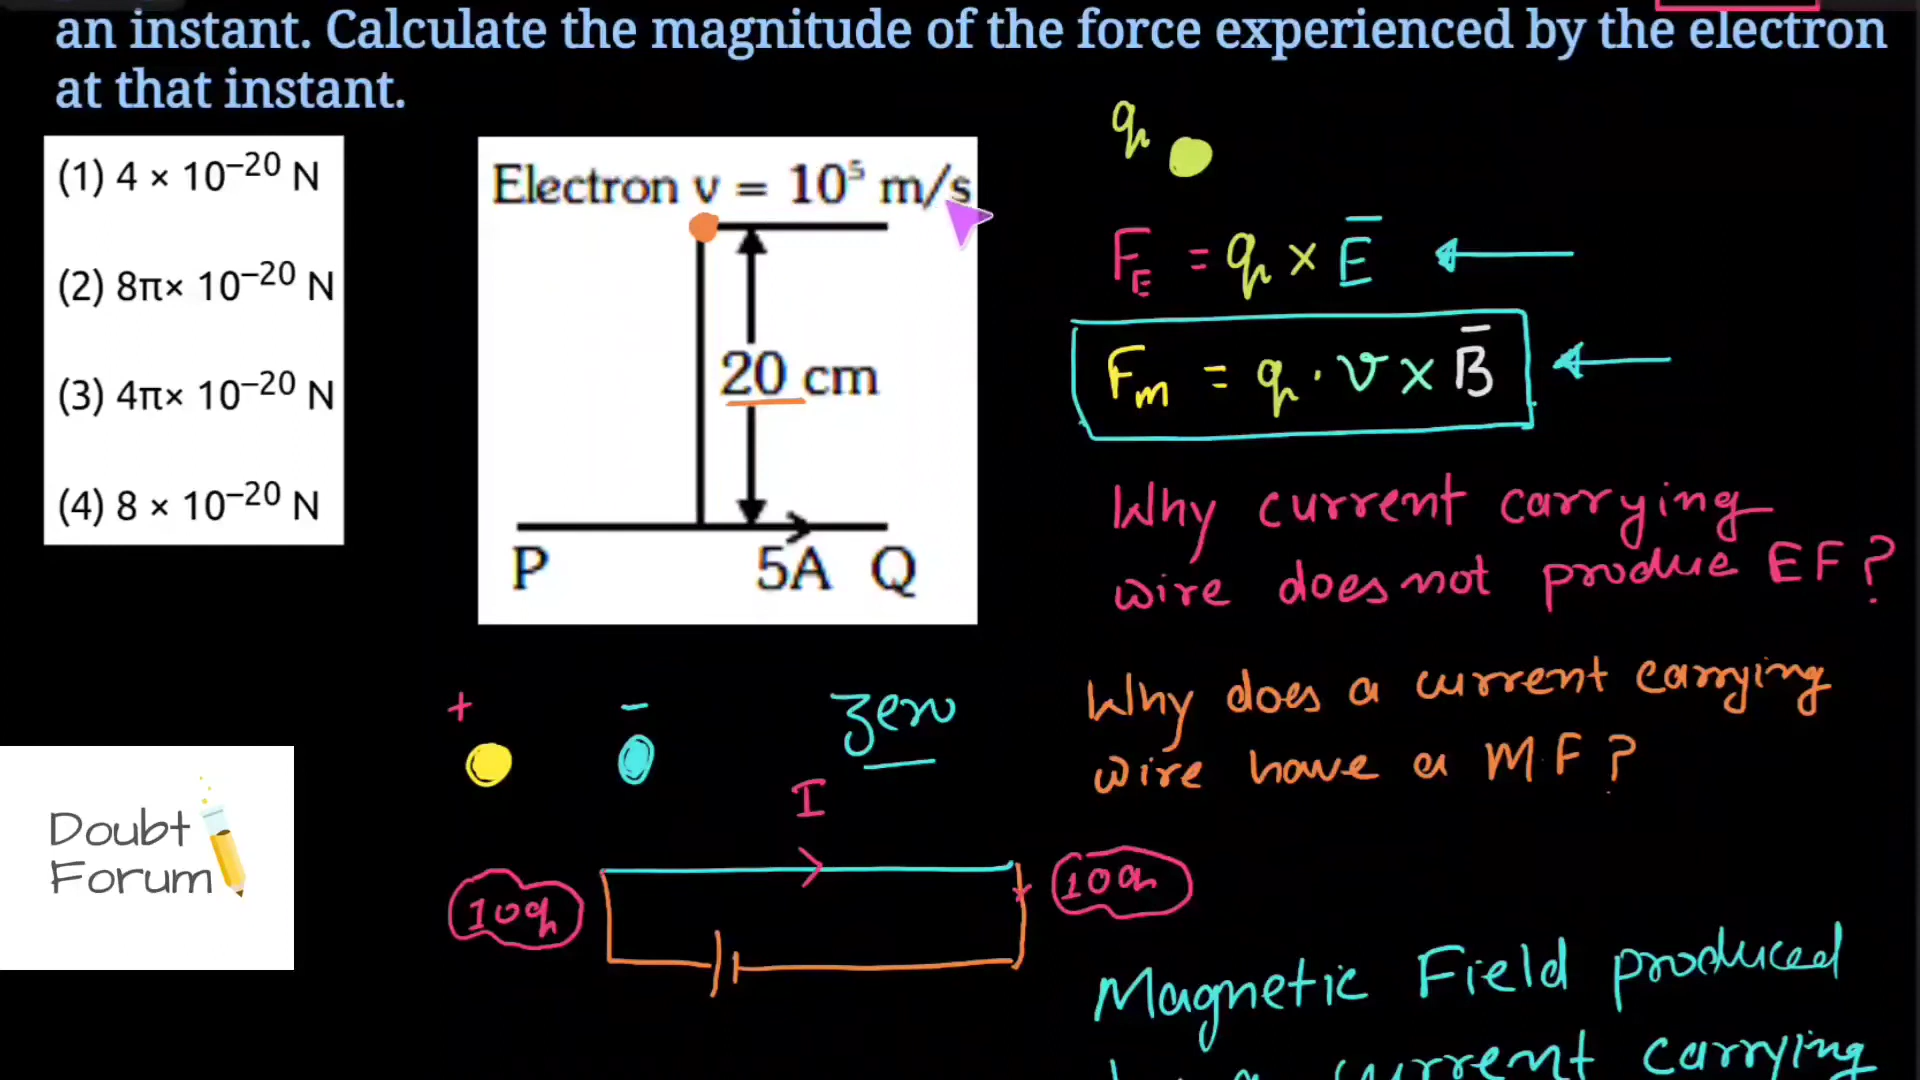 an instant. Calculate the magnitude of the force experienced by the electron
at that instant.
(1) 4 × 10⁻²⁰ N
(2) 8π× 10⁻²⁰ N
(3) 4π× 10⁻²⁰ N
(4) 8 × 10⁻²⁰ N
Electron v = 10⁵ m/s
20 cm
P
5A
Q
q
F_E = q × E̅
F_m = q · v × B̅
Why current carrying
wire does not produe EF?
Why does a current carrying
wire have a M.F?
+
−
zero
I
10q
10q
Magnetic Field produced
current carrying
Doubt
Forum